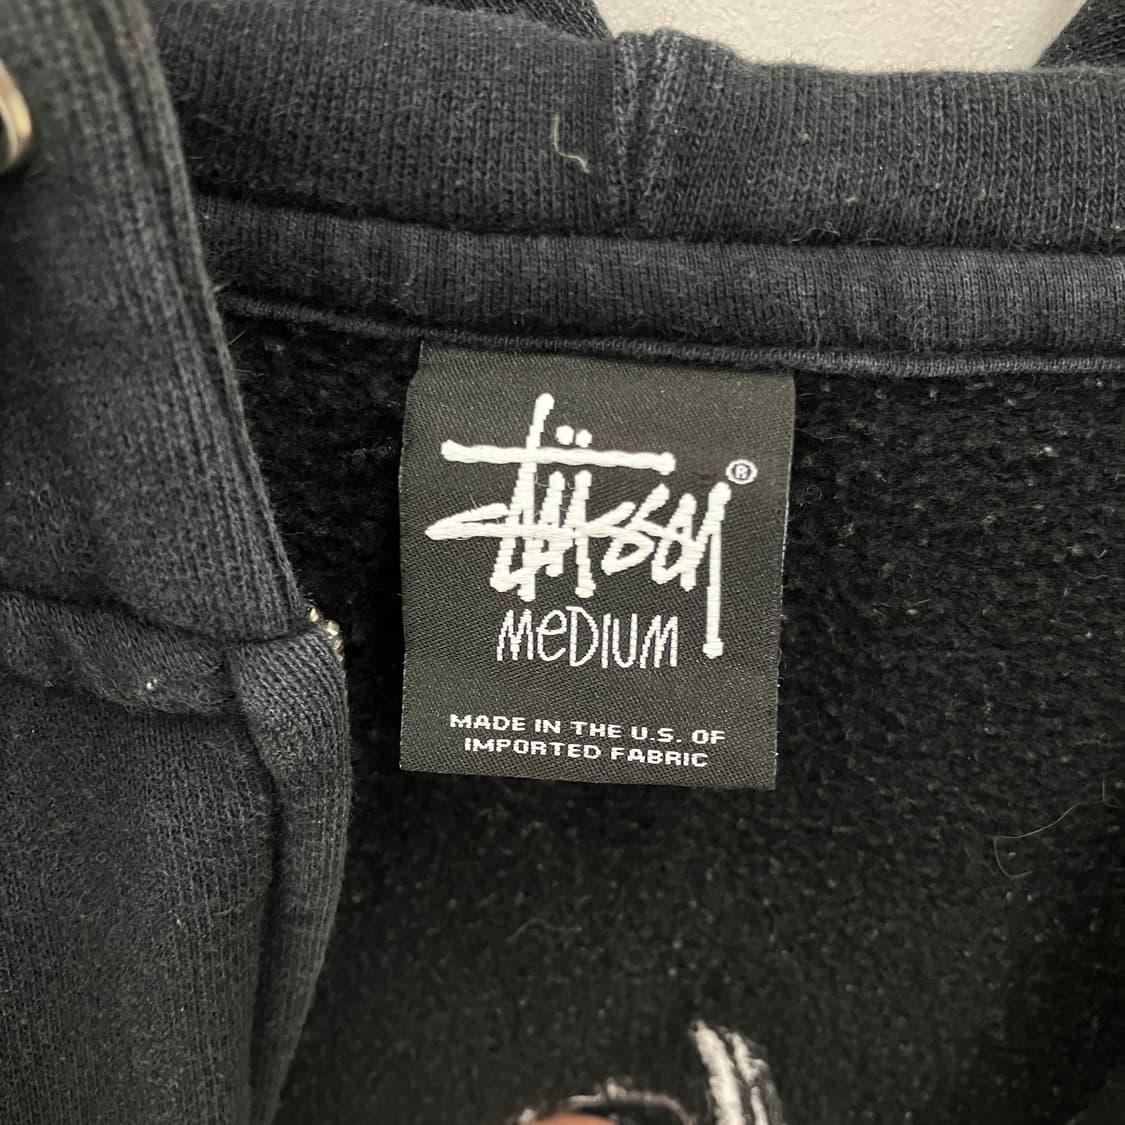 Stüssy®
MeDIUM
MADE IN THE U.S. OF
IMPORTED FABRIC